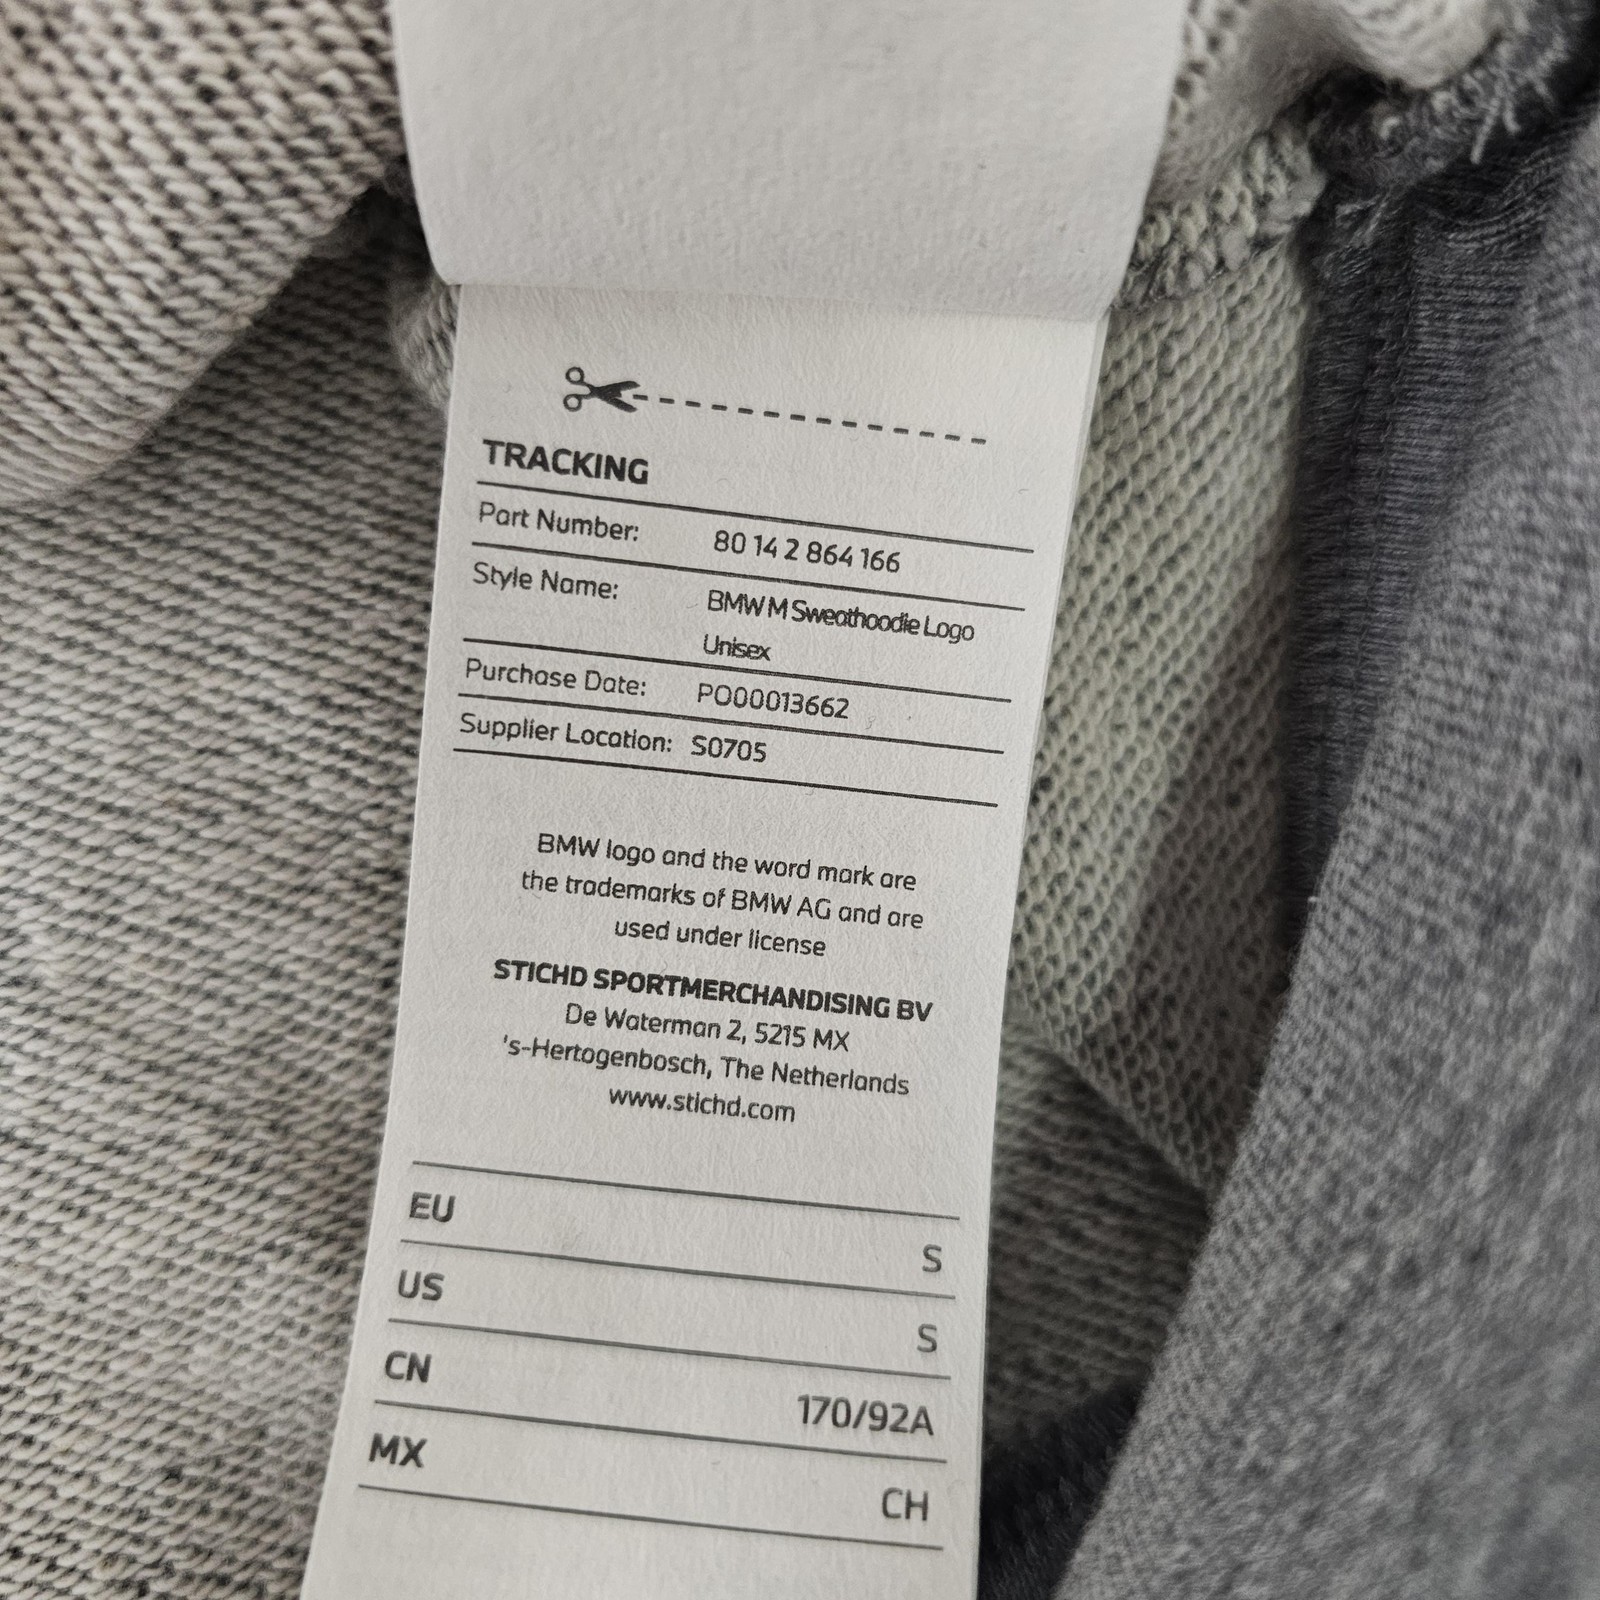 TRACKING
Part Number: 80 14 2 864 166
Style Name: BMW M Sweathoodie Logo
Unisex
Purchase Date: PO00013662
Supplier Location: S0705
BMW logo and the word mark are
the trademarks of BMW AG and are
used under license
STICHD SPORTMERCHANDISING BV
De Waterman 2, 5215 MX
's-Hertogenbosch, The Netherlands
www.stichd.com
EU S
US S
CN 170/92A
MX CH